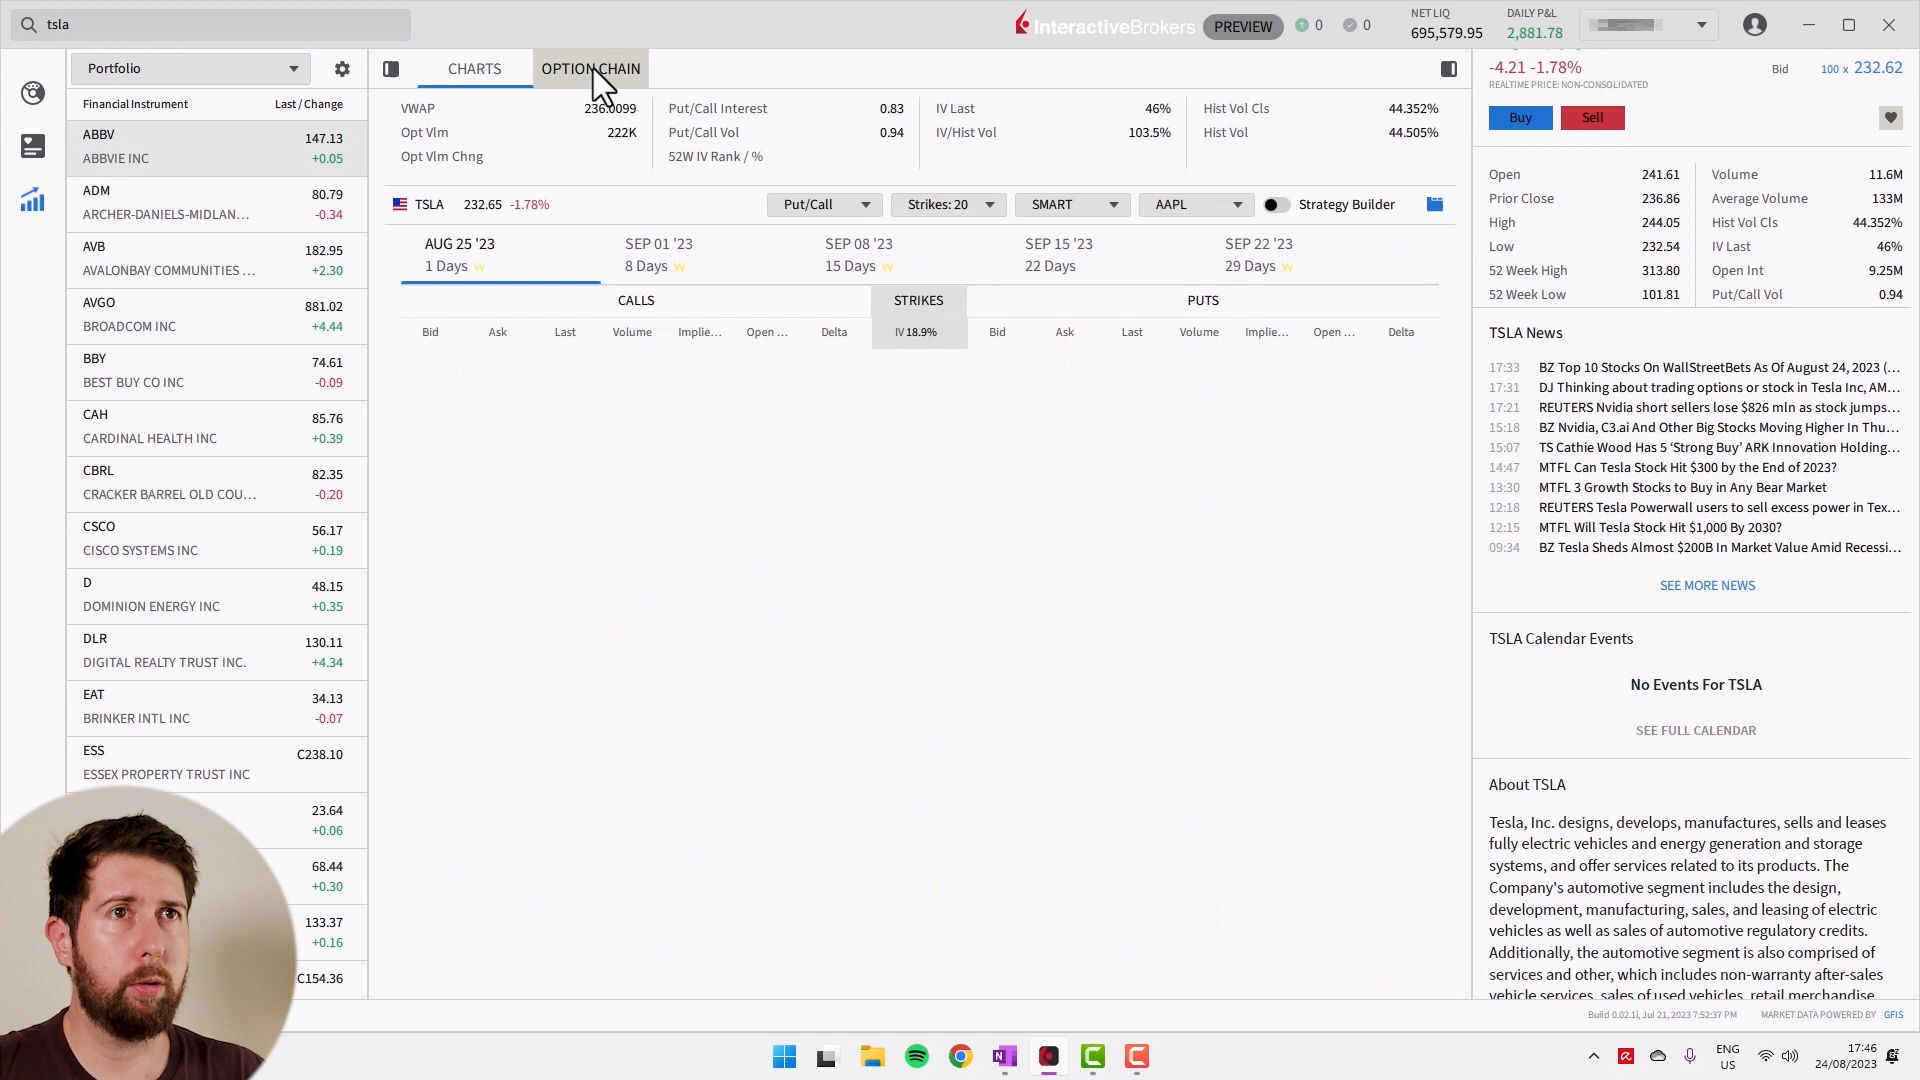 tsla
InteractiveBrokers PREVIEW 0 0
NET LIQ DAILY P&L
695,579.95 2,881.78
Portfolio
Financial Instrument Last / Change
ABBV 147.13
ABBVIE INC +0.05
ADM 80.79
ARCHER-DANIELS-MIDLAN... -0.34
AVB 182.95
AVALONBAY COMMUNITIES ... +2.30
AVGO 881.02
BROADCOM INC +4.44
BBY 74.61
BEST BUY CO INC -0.09
CAH 85.76
CARDINAL HEALTH INC +0.39
CBRL 82.35
CRACKER BARREL OLD COU... -0.20
CSCO 56.17
CISCO SYSTEMS INC +0.19
D 48.15
DOMINION ENERGY INC +0.35
DLR 130.11
DIGITAL REALTY TRUST INC. +4.34
EAT 34.13
BRINKER INTL INC -0.07
ESS C238.10
ESSEX PROPERTY TRUST INC
23.64
+0.06
68.44
+0.30
133.37
+0.16
C154.36
CHARTS OPTION CHAIN
VWAP 236.0099 Put/Call Interest 0.83 IV Last 46% Hist Vol Cls 44.352%
Opt Vlm 222K Put/Call Vol 0.94 IV/Hist Vol 103.5% Hist Vol 44.505%
Opt Vlm Chng 52W IV Rank / %
TSLA 232.65 -1.78% Put/Call Strikes: 20 SMART AAPL Strategy Builder
AUG 25 '23 SEP 01 '23 SEP 08 '23 SEP 15 '23 SEP 22 '23
1 Days W 8 Days W 15 Days W 22 Days 29 Days W
CALLS STRIKES PUTS
Bid Ask Last Volume Implie... Open ... Delta IV 18.9% Bid Ask Last Volume Implie... Open ... Delta
-4.21 -1.78% Bid 100 x 232.62
REALTIME PRICE: NON-CONSOLIDATED
Buy Sell
Open 241.61 Volume 11.6M
Prior Close 236.86 Average Volume 133M
High 244.05 Hist Vol Cls 44.352%
Low 232.54 IV Last 46%
52 Week High 313.80 Open Int 9.25M
52 Week Low 101.81 Put/Call Vol 0.94
TSLA News
17:33 BZ Top 10 Stocks On WallStreetBets As Of August 24, 2023 (...
17:31 DJ Thinking about trading options or stock in Tesla Inc, AM...
17:21 REUTERS Nvidia short sellers lose $826 mln as stock jumps...
15:18 BZ Nvidia, C3.ai And Other Big Stocks Moving Higher In Thu...
15:07 TS Cathie Wood Has 5 ‘Strong Buy’ ARK Innovation Holding...
14:47 MTFL Can Tesla Stock Hit $300 by the End of 2023?
13:30 MTFL 3 Growth Stocks to Buy in Any Bear Market
12:18 REUTERS Tesla Powerwall users to sell excess power in Tex...
12:15 MTFL Will Tesla Stock Hit $1,000 By 2030?
09:34 BZ Tesla Sheds Almost $200B In Market Value Amid Recessi...
SEE MORE NEWS
TSLA Calendar Events
No Events For TSLA
SEE FULL CALENDAR
About TSLA
Tesla, Inc. designs, develops, manufactures, sells and leases
fully electric vehicles and energy generation and storage
systems, and offer services related to its products. The
Company's automotive segment includes the design,
development, manufacturing, sales, and leasing of electric
vehicles as well as sales of automotive regulatory credits.
Additionally, the automotive segment is also comprised of
services and other, which includes non-warranty after-sales
vehicle services, sales of used vehicles, retail merchandise,
Build 0.02.1i, Jul 21, 2023 7:52:37 PM MARKET DATA POWERED BY GFIS
ENG 17:46
US 24/08/2023